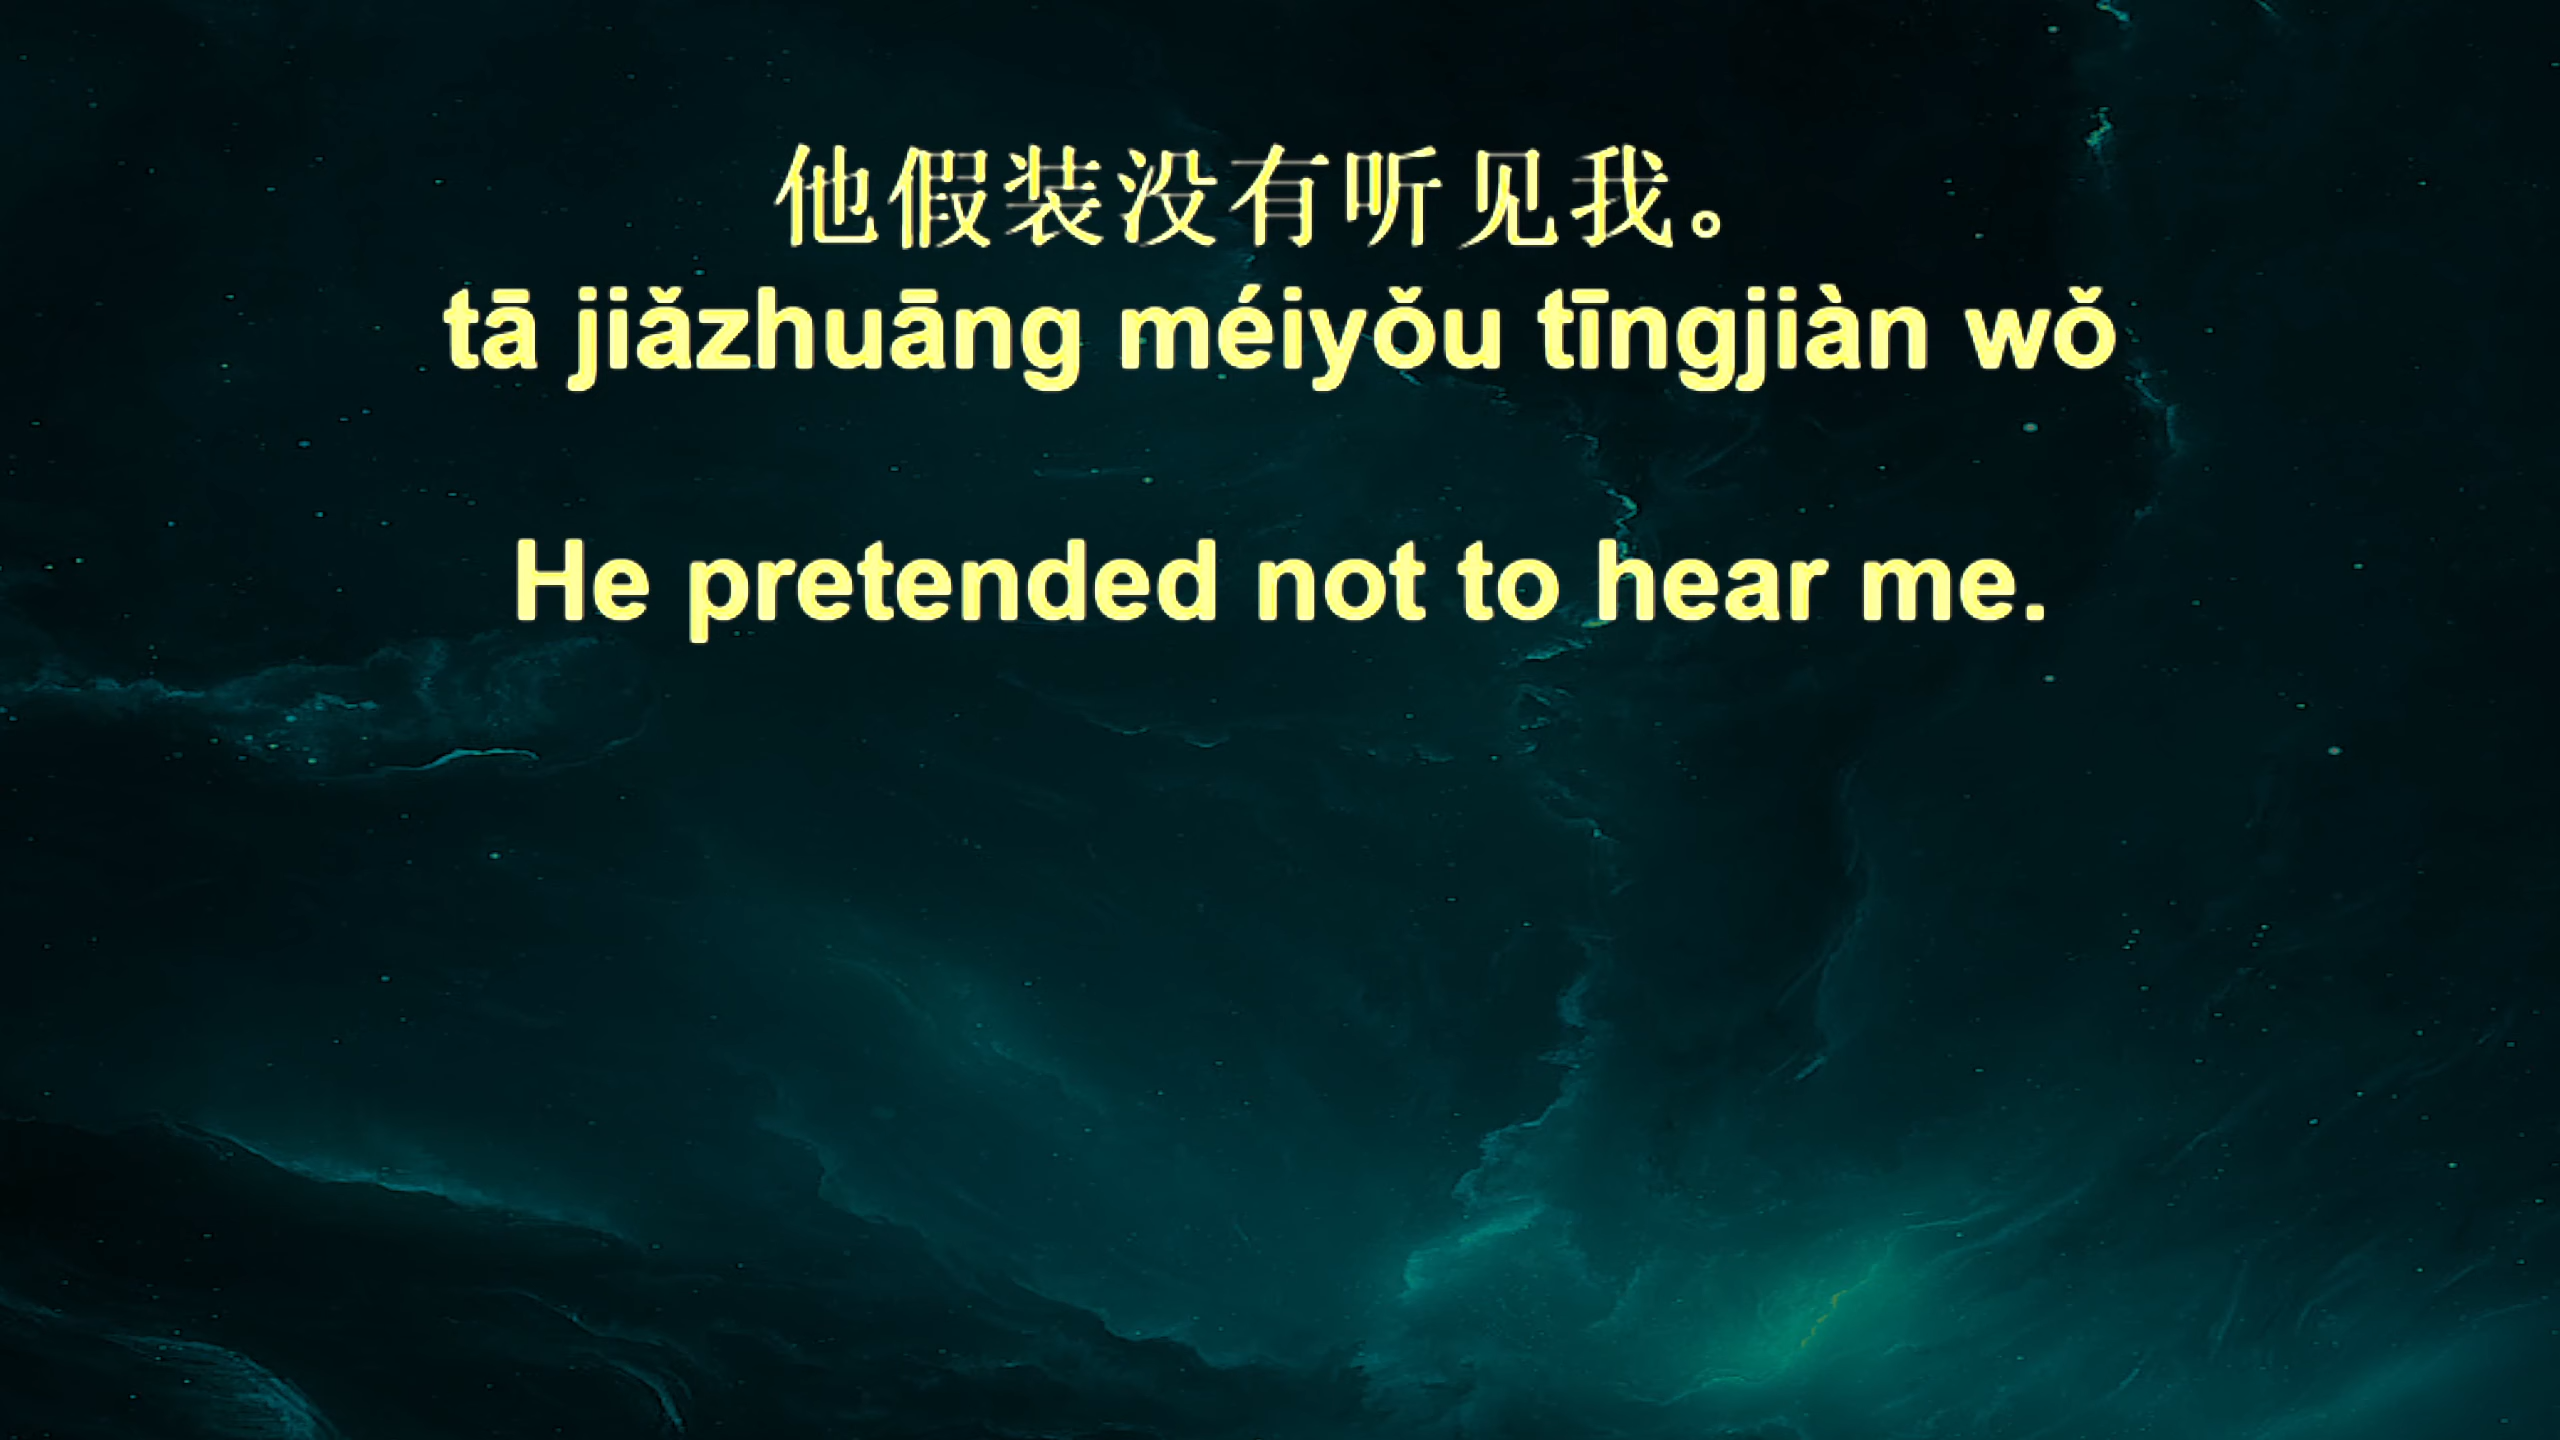 他假装没有听见我。
tā jiǎzhuāng méiyǒu tīngjiàn wǒ
He pretended not to hear me.